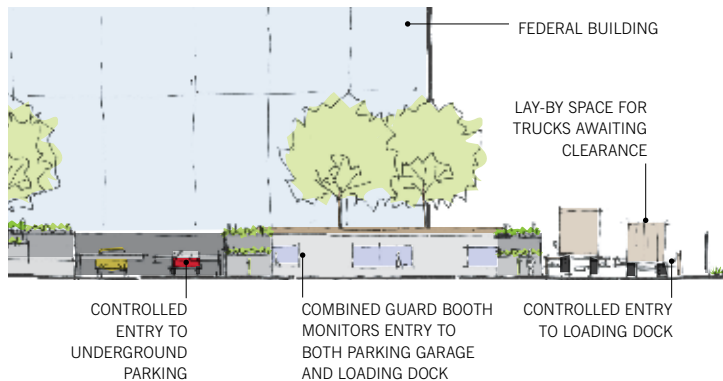 FEDERAL BUILDING
LAY-BY SPACE FOR
TRUCKS AWAITING
CLEARANCE
CONTROLLED
ENTRY TO
UNDERGROUND
PARKING
COMBINED GUARD BOOTH
MONITORS ENTRY TO
BOTH PARKING GARAGE
AND LOADING DOCK
CONTROLLED ENTRY
TO LOADING DOCK